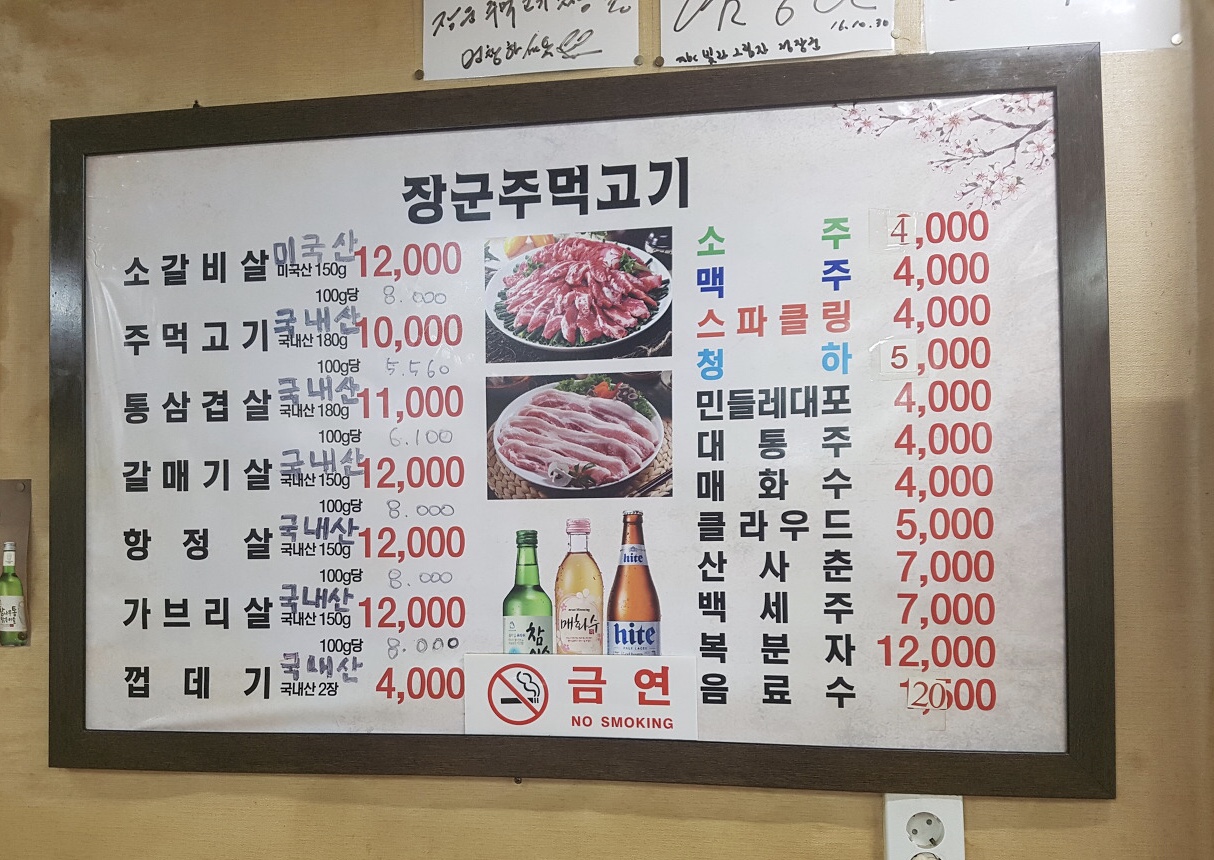 16.10.30
장군주먹고기
소갈비살 미국산 미국산 150g 12,000
100g당 8.000
주먹고기 국내산 국내산 180g 10,000
100g당 5.560
통삼겹살 국내산 국내산 180g 11,000
100g당 6.100
갈매기살 국내산 국내산 150g 12,000
100g당 8.000
항정살 국내산 국내산 150g 12,000
100g당 8.000
가브리살 국내산 국내산 150g 12,000
100g당 8.000
껍데기 국내산 국내산 2장 4,000
소주 4,000
맥주 4,000
스파클링 4,000
청하 5,000
민들레대포 4,000
대통주 4,000
매화수 4,000
클라우드 5,000
산사춘 7,000
백세주 7,000
복분자 12,000
음료수
매화수
hite
hite
금연
NO SMOKING